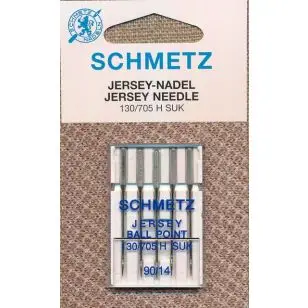 SCHMETZ
JERSEY-NADEL
JERSEY NEEDLE
130/705 H SUK
SCHMETZ
JERSEY
BALL POINT
130/705 H SUK
90/14